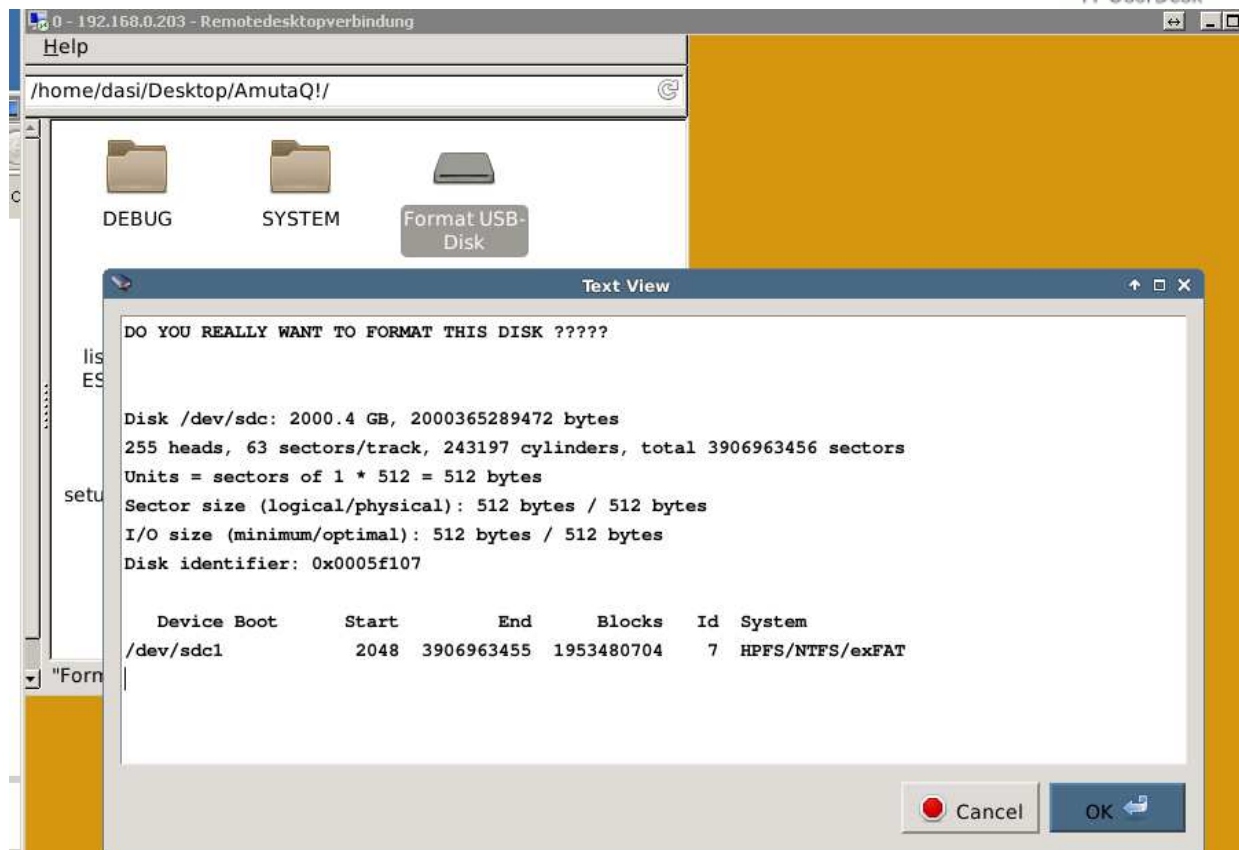 0 - 192.168.0.203 - Remotedesktopverbindung
Help
/home/dasi/Desktop/AmutaQ!/
DEBUG
SYSTEM
Format USB-
Disk
Text View
DO YOU REALLY WANT TO FORMAT THIS DISK ?????
lis
ES
Disk /dev/sdc: 2000.4 GB, 2000365289472 bytes
255 heads, 63 sectors/track, 243197 cylinders, total 3906963456 sectors
Units = sectors of 1 * 512 = 512 bytes
setu
Sector size (logical/physical): 512 bytes / 512 bytes
I/O size (minimum/optimal): 512 bytes / 512 bytes
Disk identifier: 0x0005f107
Device Boot Start End Blocks Id System
/dev/sdc1 2048 3906963455 1953480704 7 HPFS/NTFS/exFAT
"Form
Cancel
OK